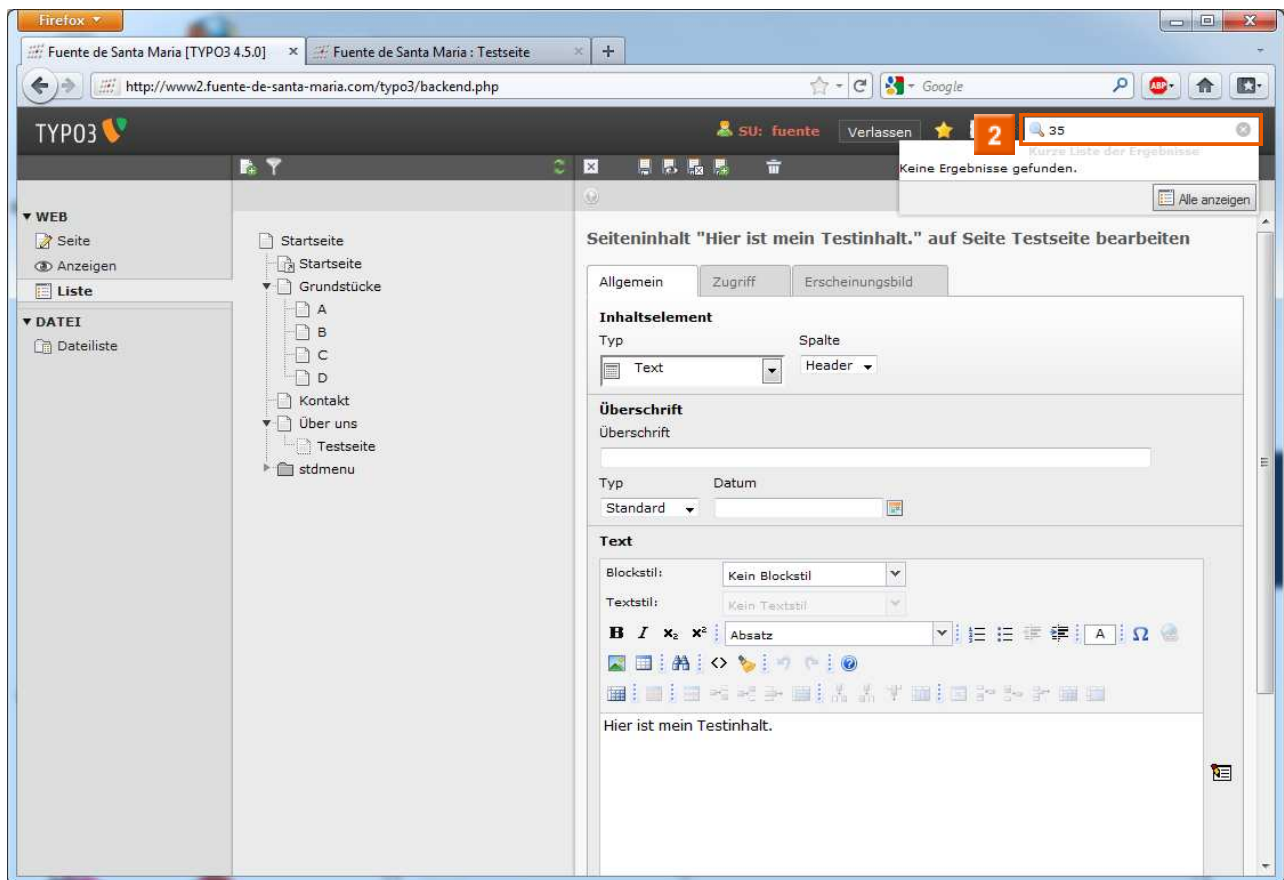 Firefox
Fuente de Santa Maria [TYPO3 4.5.0]
Fuente de Santa Maria : Testseite
http://www2.fuente-de-santa-maria.com/typo3/backend.php
Google
ABP
TYPO3
SU: fuente
Verlassen
2
35
Kurze Liste der Ergebnisse
Keine Ergebnisse gefunden.
Alle anzeigen
WEB
Seite
Anzeigen
Liste
DATEI
Dateiliste
Startseite
Startseite
Grundstücke
A
B
C
D
Kontakt
Über uns
Testseite
stdmenu
Seiteninhalt "Hier ist mein Testinhalt." auf Seite Testseite bearbeiten
Allgemein Zugriff Erscheinungsbild
Inhaltselement
Typ Spalte
Text Header
Überschrift
Überschrift
Typ Datum
Standard
Text
Blockstil: Kein Blockstil
Textstil: Kein Textstil
B I x₂ x² Absatz A Ω
Hier ist mein Testinhalt.